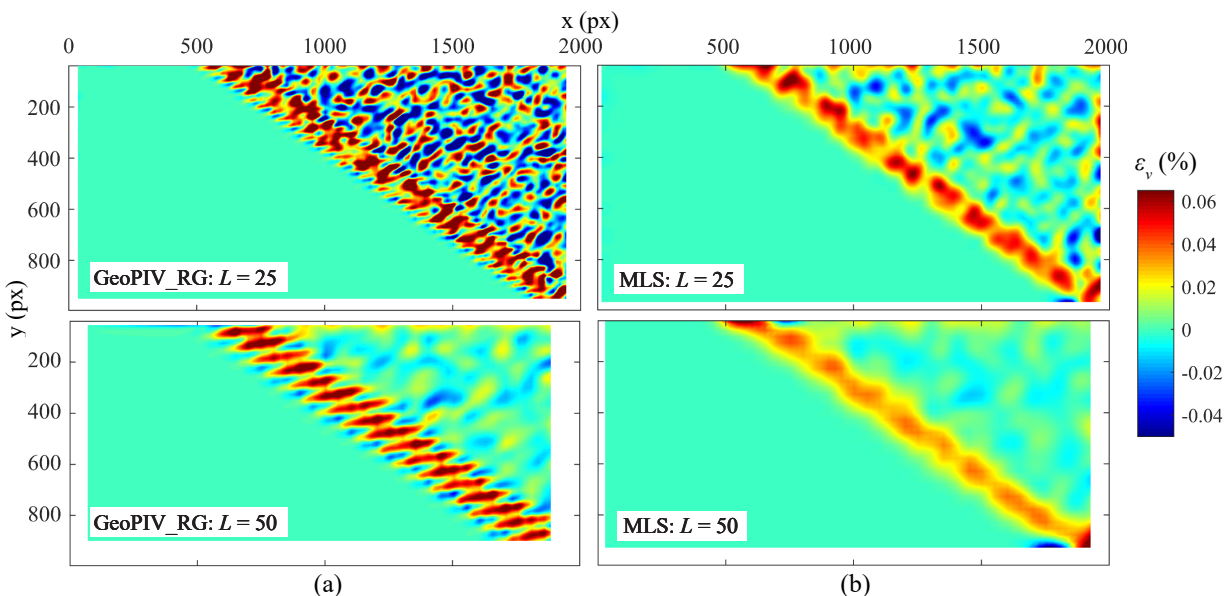 x (px)
0 500 1000 1500 2000 500 1000 1500 2000
200
400
600
800
GeoPIV_RG: L = 25
MLS: L = 25
y (px)
200
400
600
800
GeoPIV_RG: L = 50
MLS: L = 50
εv (%)
0.06
0.04
0.02
0
-0.02
-0.04
(a) (b)